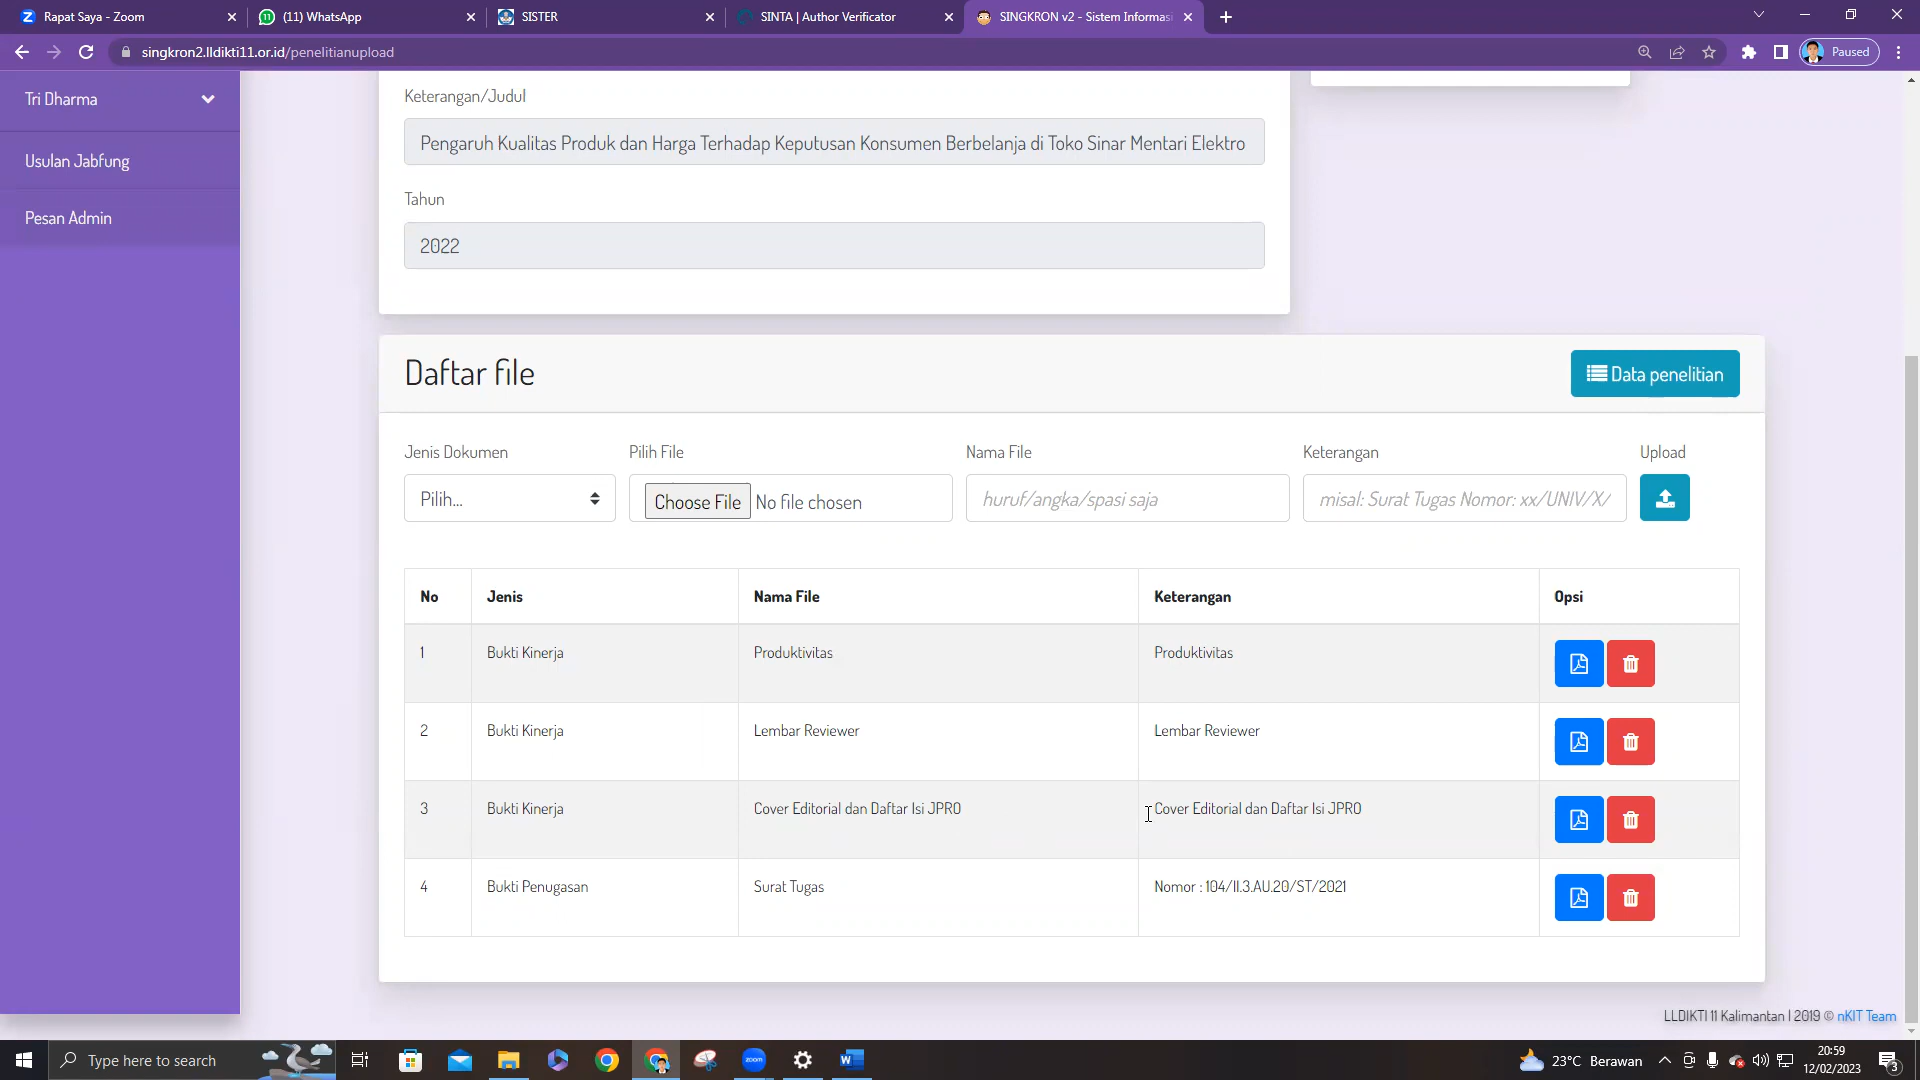 Rapat Saya - Zoom
(11) WhatsApp
SISTER
SINTA | Author Verificator
SINGKRON v2 - Sistem Informas
singkron2.lldikti11.or.id/penelitianupload
Paused
Tri Dharma
Usulan Jabfung
Pesan Admin
Keterangan/Judul
Pengaruh Kualitas Produk dan Harga Terhadap Keputusan Konsumen Berbelanja di Toko Sinar Mentari Elektro
Tahun
2022
Daftar file
Data penelitian
Jenis Dokumen Pilih File Nama File Keterangan Upload
Pilih... Choose File No file chosen huruf/angka/spasi saja misal: Surat Tugas Nomor: xx/UNIV/X/
No Jenis Nama File Keterangan Opsi
1 Bukti Kinerja Produktivitas Produktivitas
2 Bukti Kinerja Lembar Reviewer Lembar Reviewer
3 Bukti Kinerja Cover Editorial dan Daftar Isi JPRO Cover Editorial dan Daftar Isi JPRO
4 Bukti Penugasan Surat Tugas Nomor : 104/II.3.AU.20/ST/2021
LLDIKTI 11 Kalimantan | 2019 © nKIT Team
Type here to search
zoom
23°C Berawan
20:59
12/02/2023
3